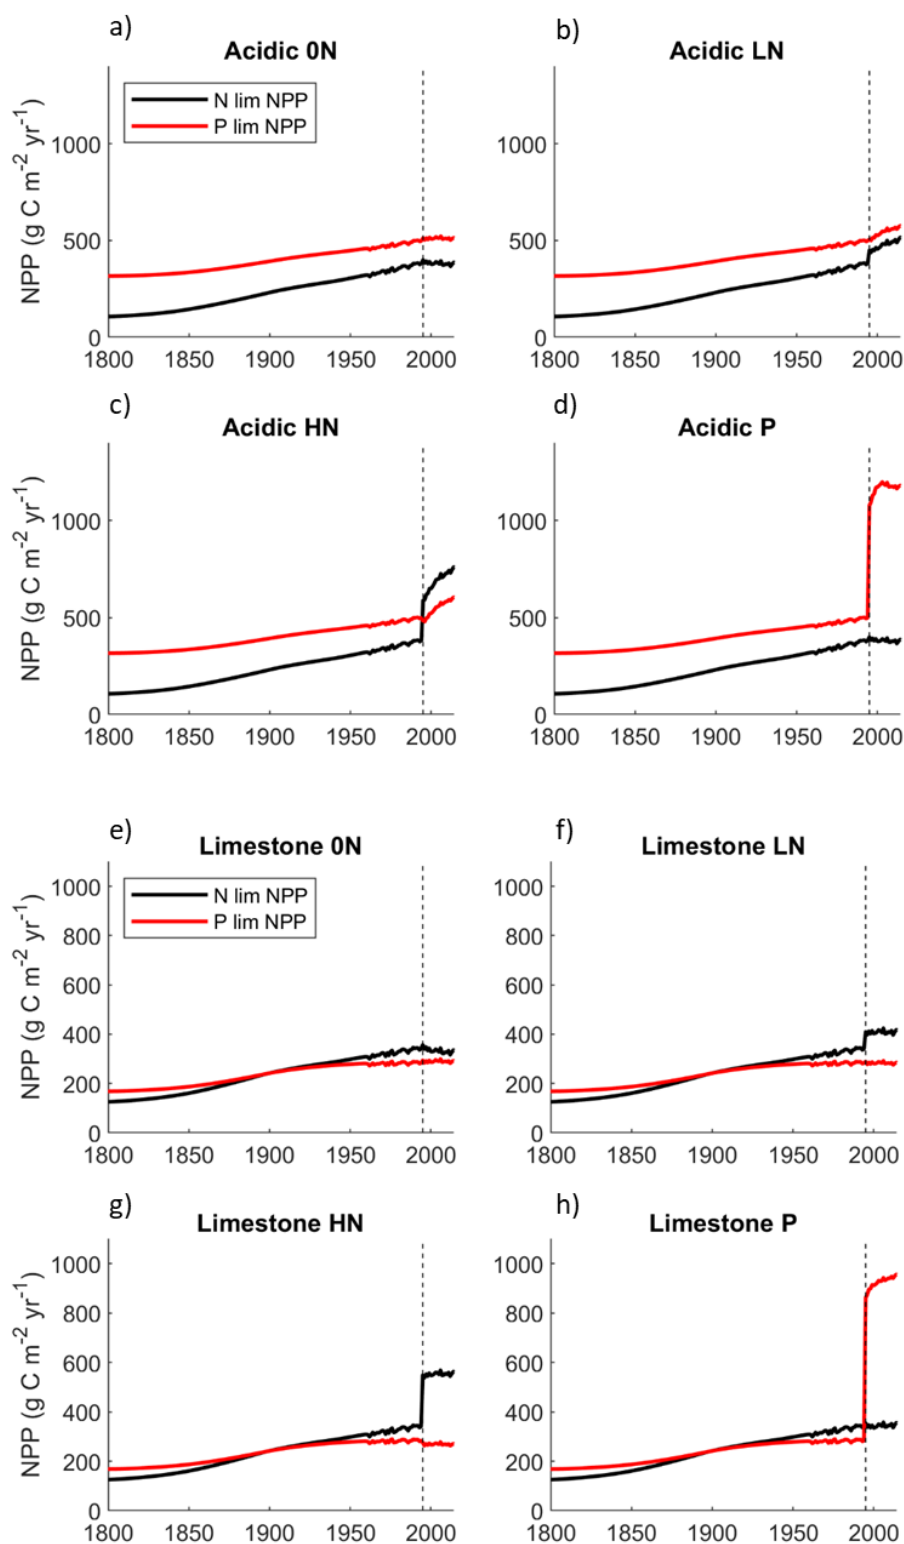 a)
Acidic 0N
N lim NPP
P lim NPP
NPP (g C m-2 yr-1)
1000
500
0
1800 1850 1900 1950 2000
b)
Acidic LN
1000
500
0
1800 1850 1900 1950 2000
c)
Acidic HN
NPP (g C m-2 yr-1)
1000
500
0
1800 1850 1900 1950 2000
d)
Acidic P
1000
500
0
1800 1850 1900 1950 2000
e)
Limestone 0N
N lim NPP
P lim NPP
NPP (g C m-2 yr-1)
1000
800
600
400
200
0
1800 1850 1900 1950 2000
f)
Limestone LN
1000
800
600
400
200
0
1800 1850 1900 1950 2000
g)
Limestone HN
NPP (g C m-2 yr-1)
1000
800
600
400
200
0
1800 1850 1900 1950 2000
h)
Limestone P
1000
800
600
400
200
0
1800 1850 1900 1950 2000